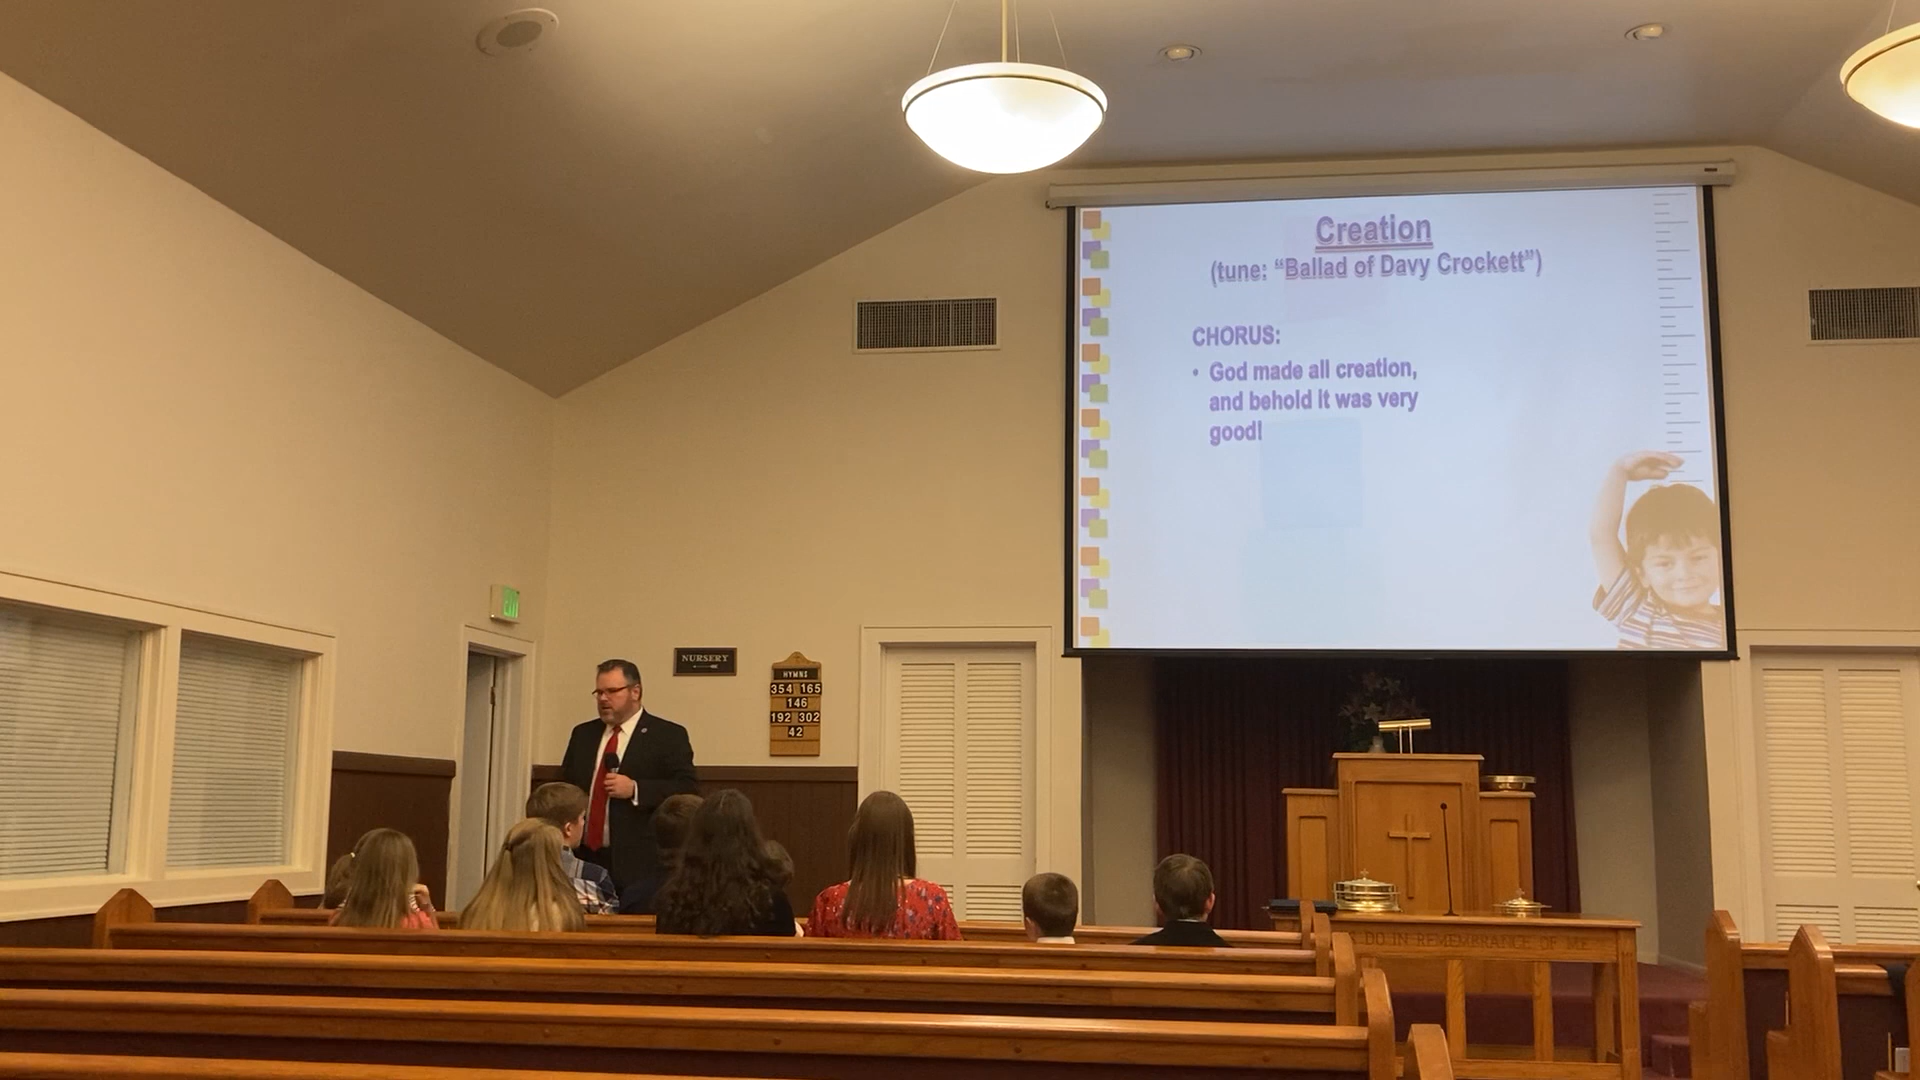 Creation
(tune: “Ballad of Davy Crockett”)
CHORUS:
• God made all creation,
and behold it was very
good!
NURSERY
HYMNS
354 165
146
192 302
42
DO IN REMEMBRANCE OF ME